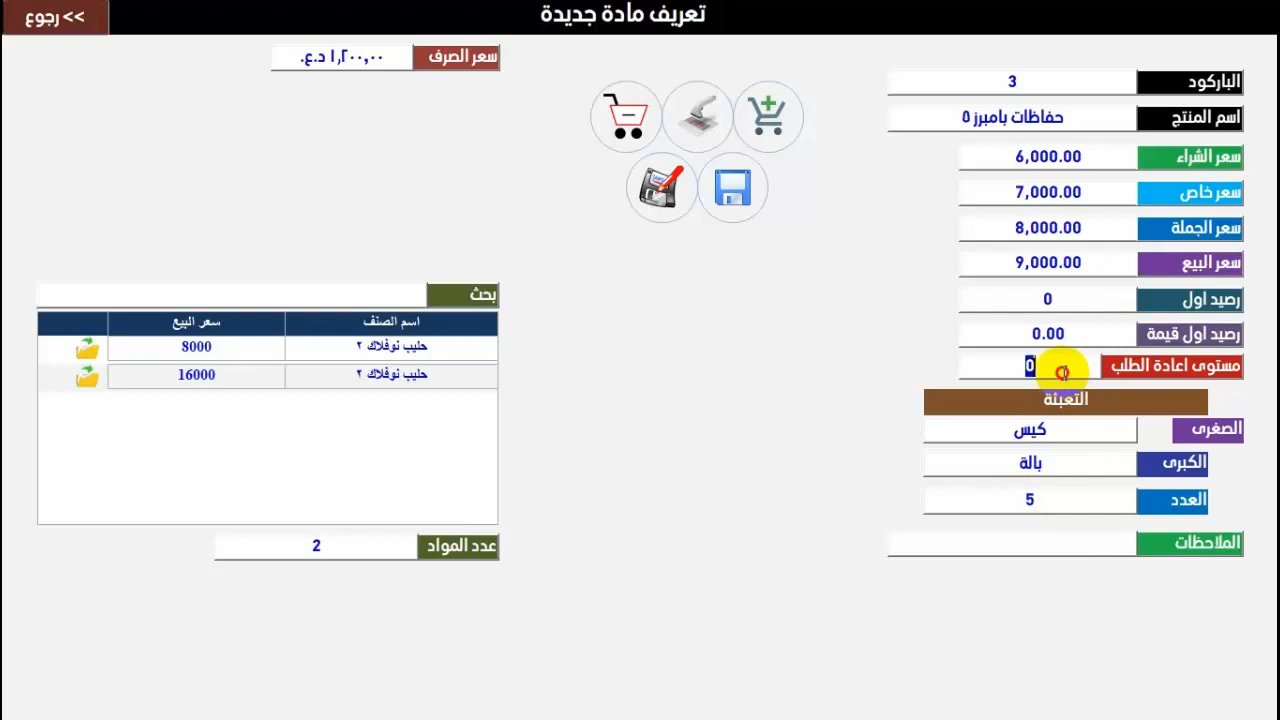 تعريف مادة جديدة
>> رجوع
الباركود 3
اسم المنتج حفاظات بامبرز ٥
سعر الشراء 6,000.00
سعر خاص 7,000.00
سعر الجملة 8,000.00
سعر البيع 9,000.00
رصيد اول 0
رصيد اول قيمة 0.00
مستوى اعادة الطلب 0
التعبئة
الصغرى كيس
الكبرى بالة
العدد 5
الملاحظات
سعر الصرف ١,٢٠٠,٠٠ د.ع.
بحث
اسم الصنف سعر البيع
حليب نوفلاك ٢ 8000
حليب نوفلاك ٢ 16000
عدد المواد 2